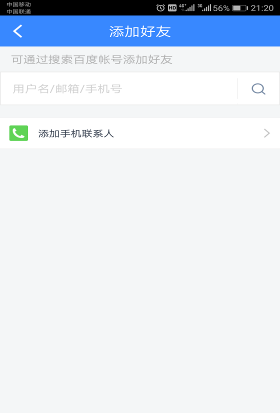 中国移动
中国联通
HD 46+ 56% 21:20
添加好友
可通过搜索百度帐号添加好友
用户名/邮箱/手机号
添加手机联系人